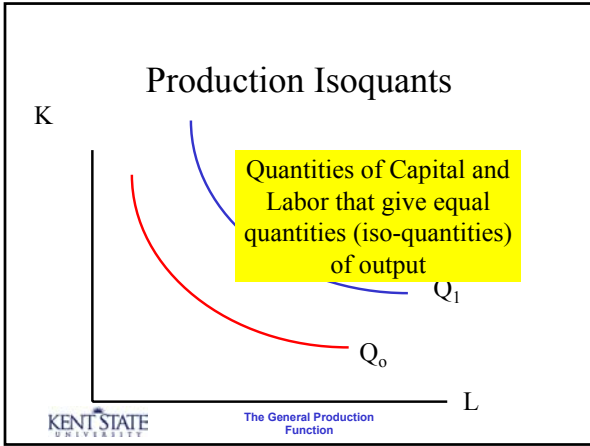 Production Isoquants
K
Quantities of Capital and
Labor that give equal
quantities (iso-quantities)
of output
Q1
Qo
L
KENT STATE
UNIVERSITY
The General Production
Function